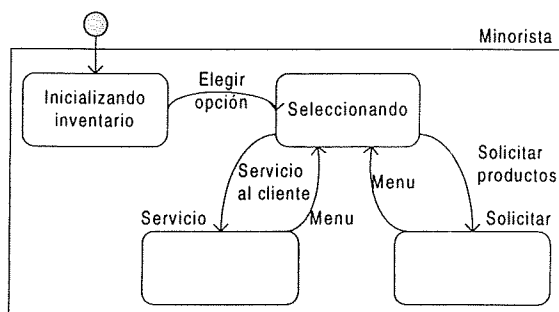 Minorista
Inicializando
inventario
Elegir
opción
Seleccionando
Servicio
al cliente
Menu
Menu
Solicitar
productos
Servicio
Solicitar